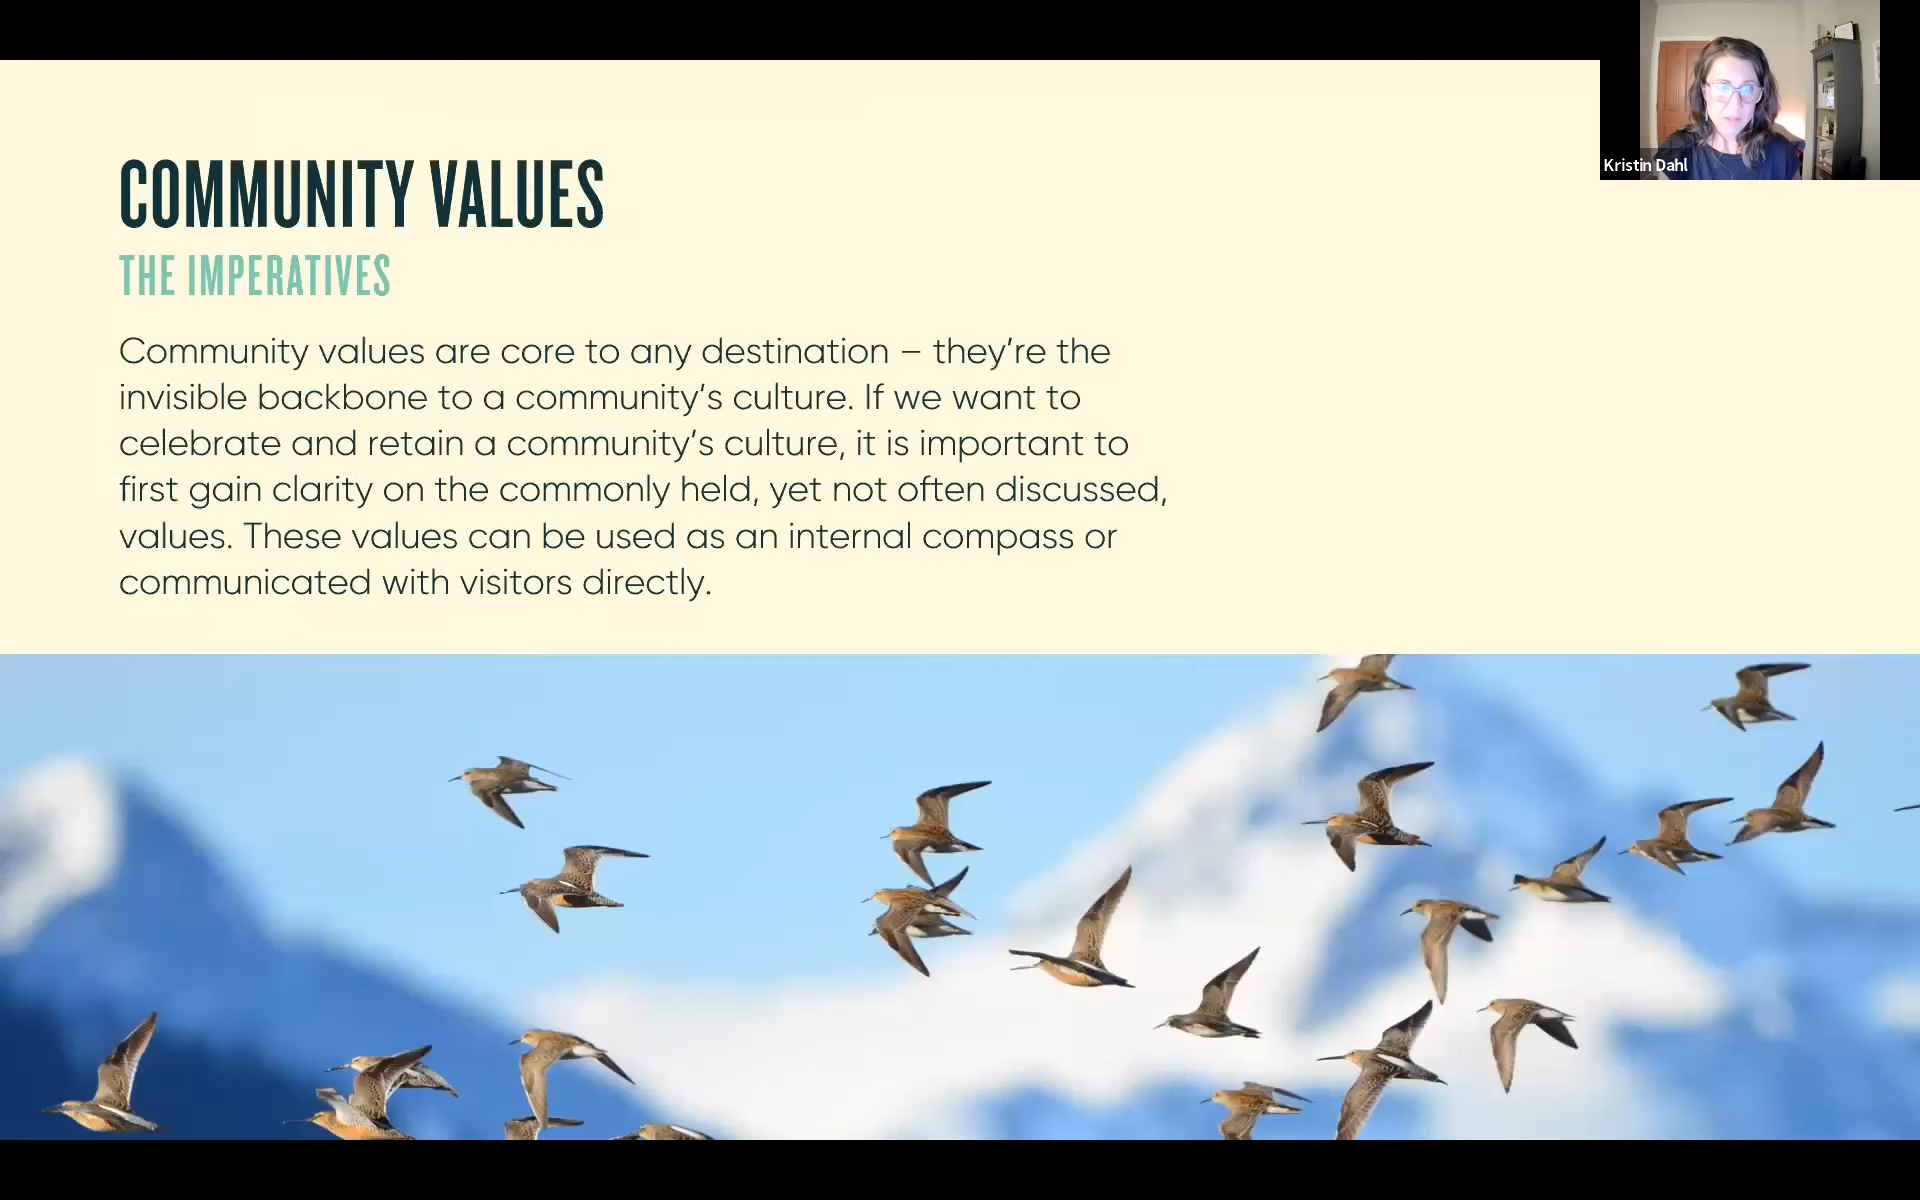 COMMUNITY VALUES
THE IMPERATIVES
Community values are core to any destination – they’re the
invisible backbone to a community’s culture. If we want to
celebrate and retain a community’s culture, it is important to
first gain clarity on the commonly held, yet not often discussed,
values. These values can be used as an internal compass or
communicated with visitors directly.
Kristin Dahl